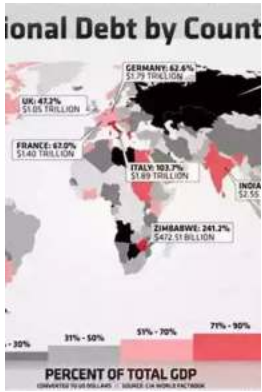 ional Debt by Count
GERMANY: 62.6%
$1.79 TRILLION
UK: 47.2%
$1.05 TRILLION
FRANCE: 67.0%
$1.40 TRILLION
ITALY: 103.7%
$1.89 TRILLION
INDIA
$2.55
ZIMBABWE: 241.2%
$472.51 BILLION
- 30%
31% - 50%
51% - 70%
71% - 90%
PERCENT OF TOTAL GDP
CONVERTED TO US DOLLARS // SOURCE: CIA WORLD FACTBOOK